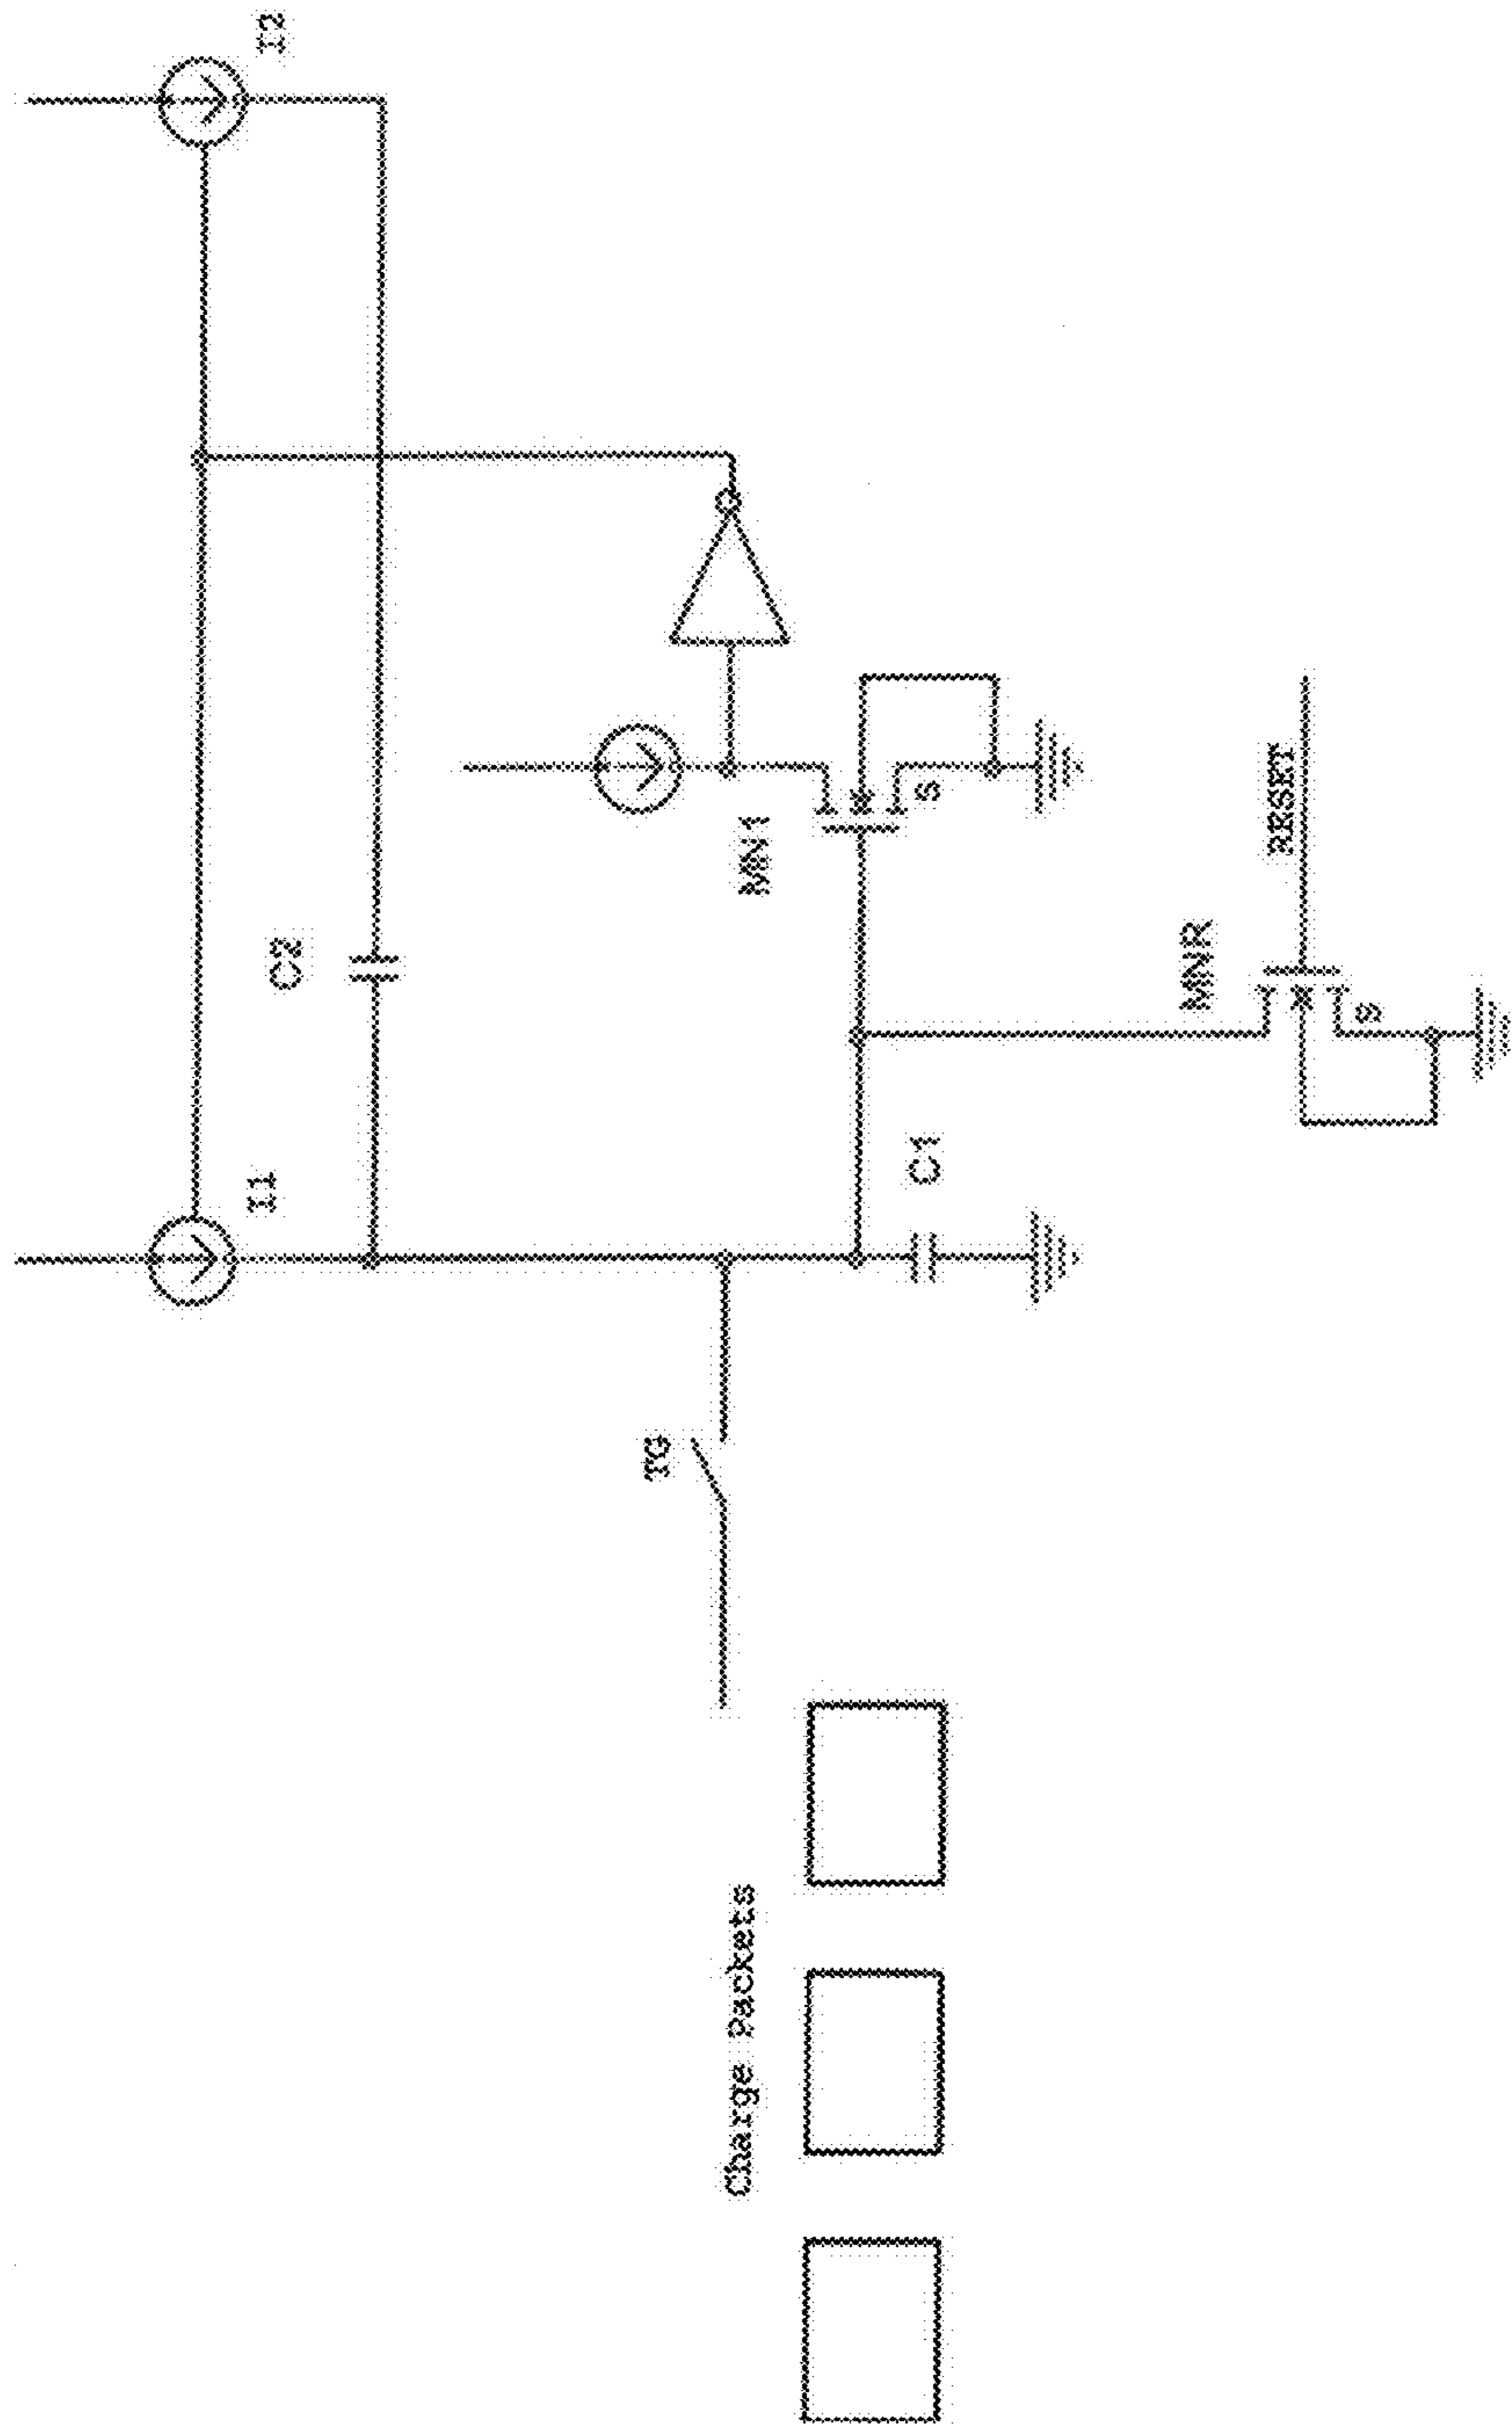 I1
I2
C2
TG
MN1
S
C1
MNR
S
RESET
Charge Packets